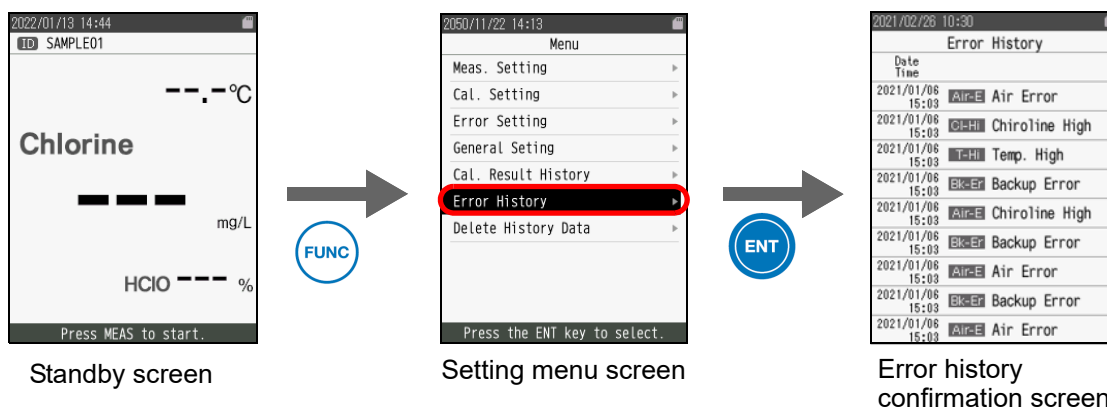 2022/01/13 14:44
ID SAMPLE01
--.-°C
Chlorine
---
mg/L
HClO --- %
Press MEAS to start.
Standby screen
FUNC
2050/11/22 14:13
Menu
Meas. Setting
Cal. Setting
Error Setting
General Seting
Cal. Result History
Error History
Delete History Data
Press the ENT key to select.
Setting menu screen
ENT
2021/02/26 10:30
Error History
Date
Time
2021/01/06
15:03 Air-E Air Error
2021/01/06
15:03 Cl-Hi Chiroline High
2021/01/06
15:03 T-Hi Temp. High
2021/01/06
15:03 Bk-Er Backup Error
2021/01/06
15:03 Air-E Chiroline High
2021/01/06
15:03 Bk-Er Backup Error
2021/01/06
15:03 Air-E Air Error
2021/01/06
15:03 Bk-Er Backup Error
2021/01/06
15:03 Air-E Air Error
Error history
confirmation screen